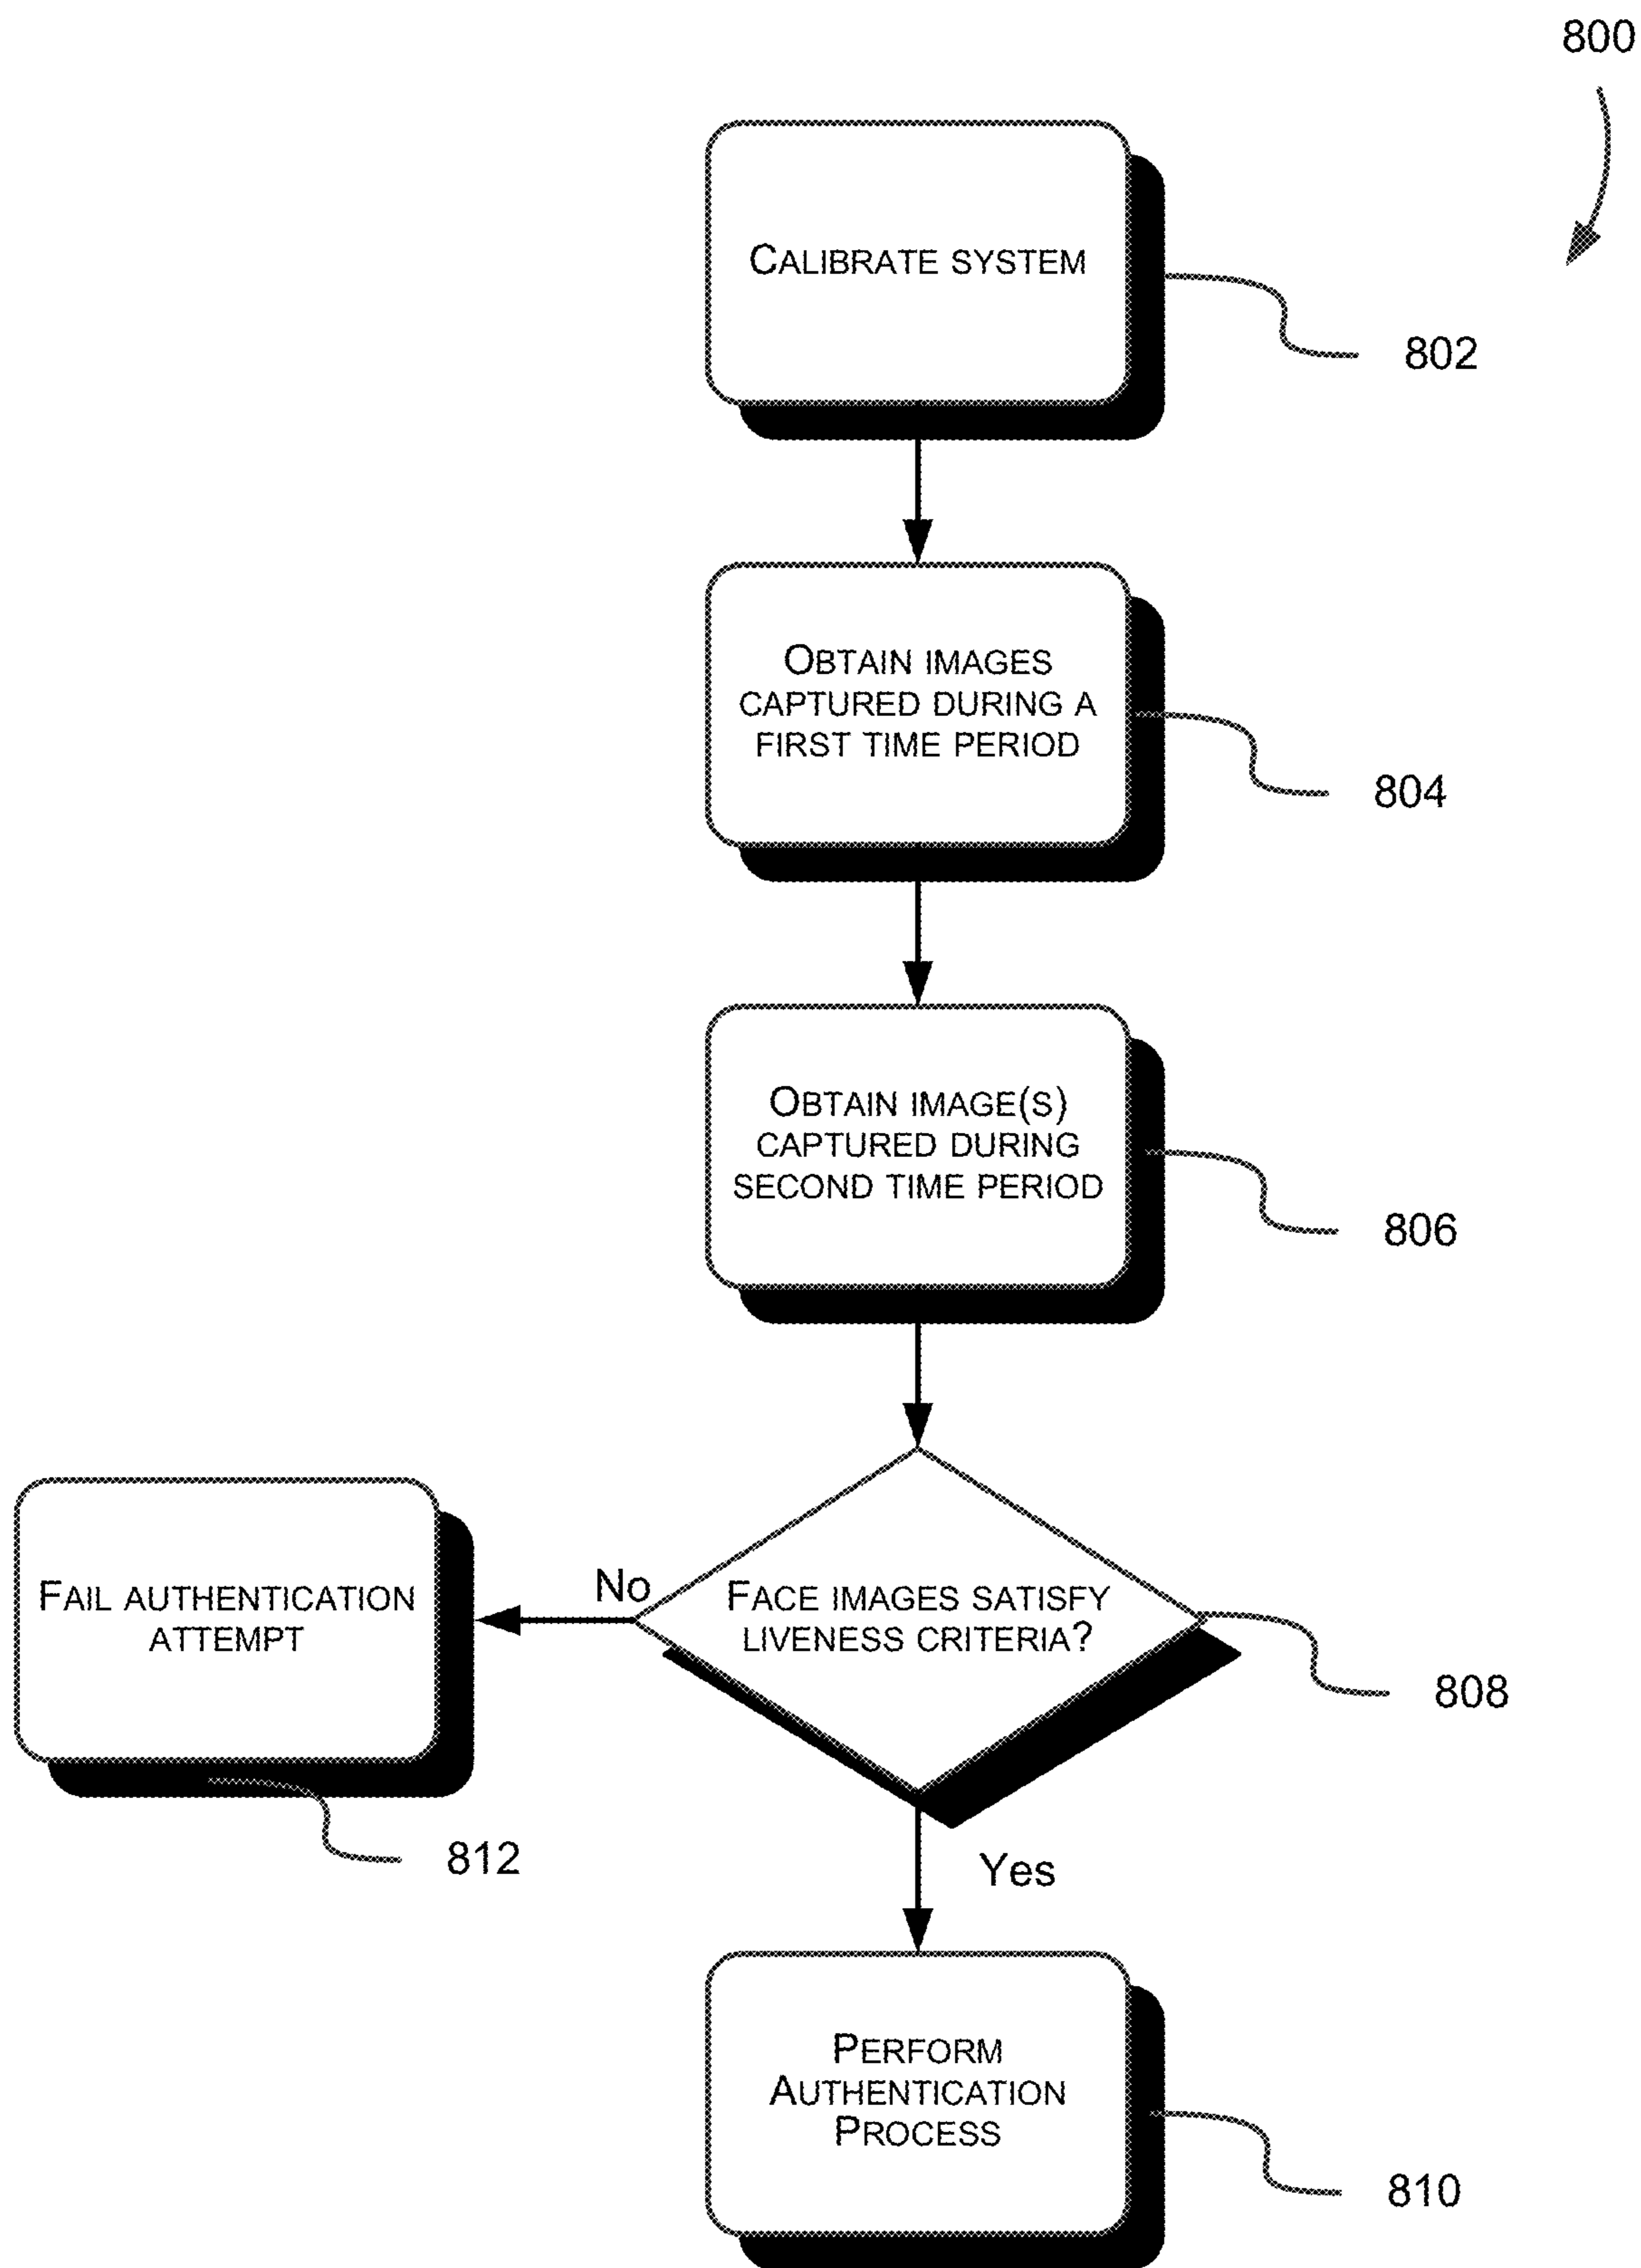 800
CALIBRATE SYSTEM
802
OBTAIN IMAGES
CAPTURED DURING A
FIRST TIME PERIOD
804
OBTAIN IMAGE(S)
CAPTURED DURING
SECOND TIME PERIOD
806
No
FACE IMAGES SATISFY
LIVENESS CRITERIA?
808
FAIL AUTHENTICATION
ATTEMPT
812
Yes
PERFORM
AUTHENTICATION
PROCESS
810